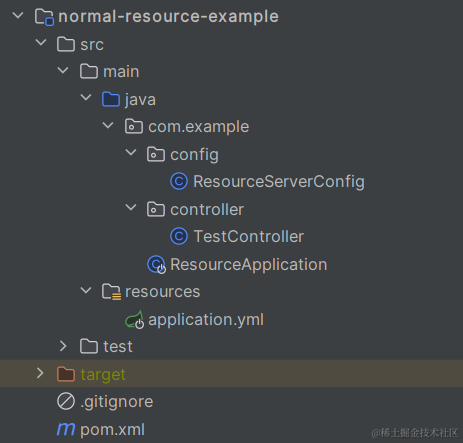 normal-resource-example
src
main
java
com.example
config
ResourceServerConfig
controller
TestController
ResourceApplication
resources
application.yml
test
target
.gitignore
pom.xml
@稀土掘金技术社区